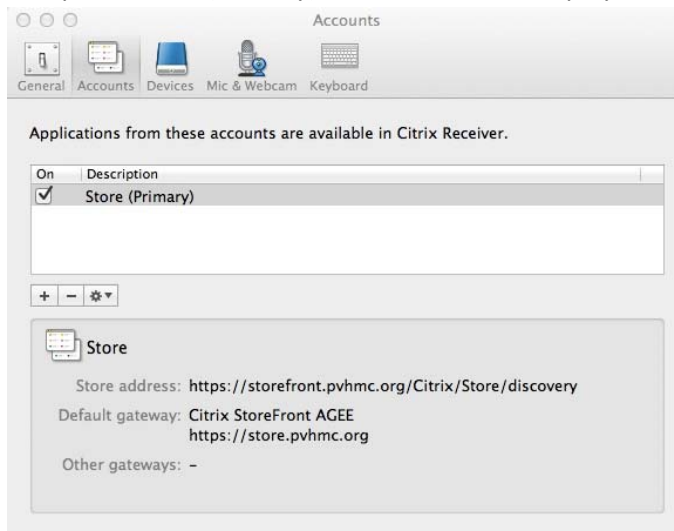 Accounts
General Accounts Devices Mic & Webcam Keyboard
Applications from these accounts are available in Citrix Receiver.
On Description
Store (Primary)
Store
Store address: https://storefront.pvhmc.org/Citrix/Store/discovery
Default gateway: Citrix StoreFront AGEE
https://store.pvhmc.org
Other gateways: –